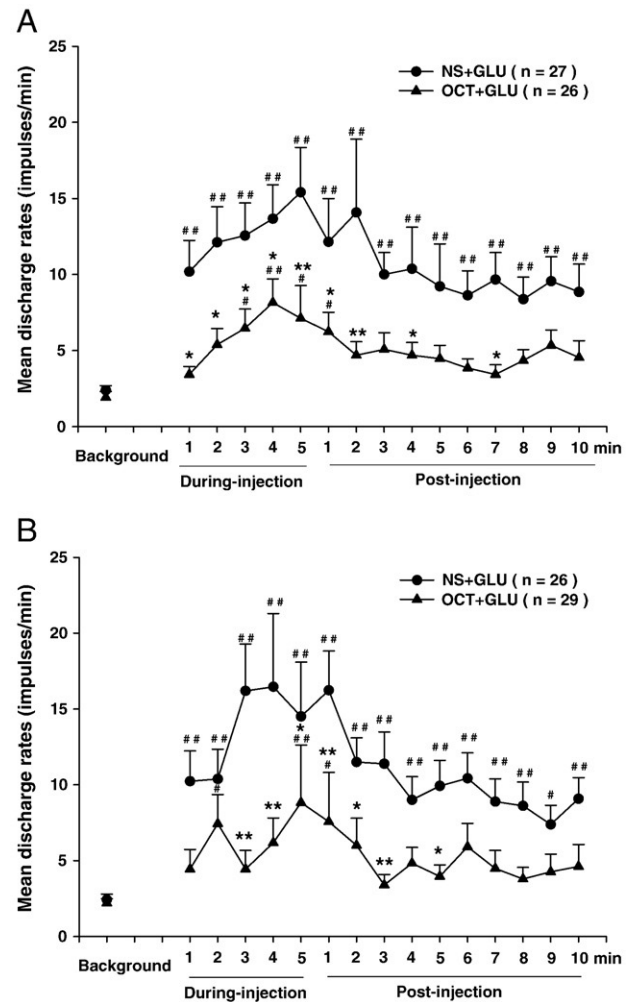 A
Mean discharge rates (impulses/min)
25
20
15
10
5
0
NS+GLU ( n = 27 )
OCT+GLU ( n = 26 )
## ## ## ## ## ## ## ## ## ## ## ## ## ## ##
* * * # * ## ** # * # ** * *
Background 1 2 3 4 5 1 2 3 4 5 6 7 8 9 10 min
During-injection Post-injection
B
Mean discharge rates (impulses/min)
25
20
15
10
5
0
NS+GLU ( n = 26 )
OCT+GLU ( n = 29 )
## ## ## ## ## ## ## ## ## ## ## ## ## # ##
# ** ** * ## ** # * ** *
Background 1 2 3 4 5 1 2 3 4 5 6 7 8 9 10 min
During-injection Post-injection